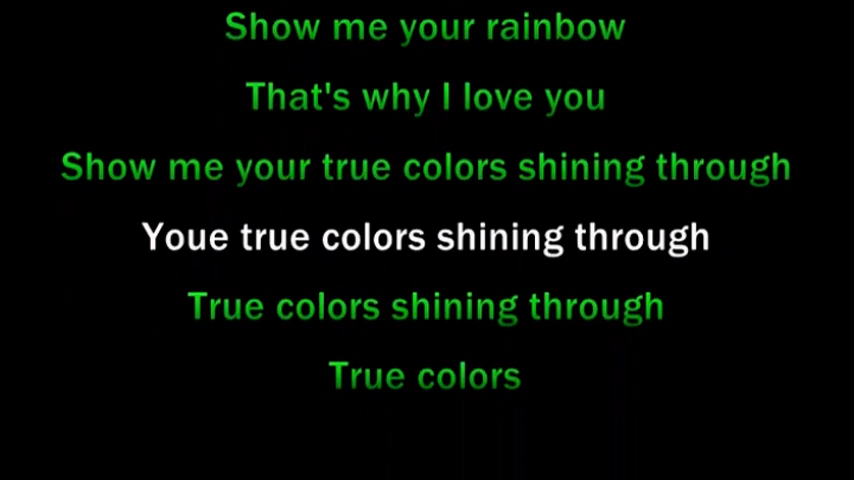 Show me your rainbow
That's why I love you
Show me your true colors shining through
Youe true colors shining through
True colors shining through
True colors